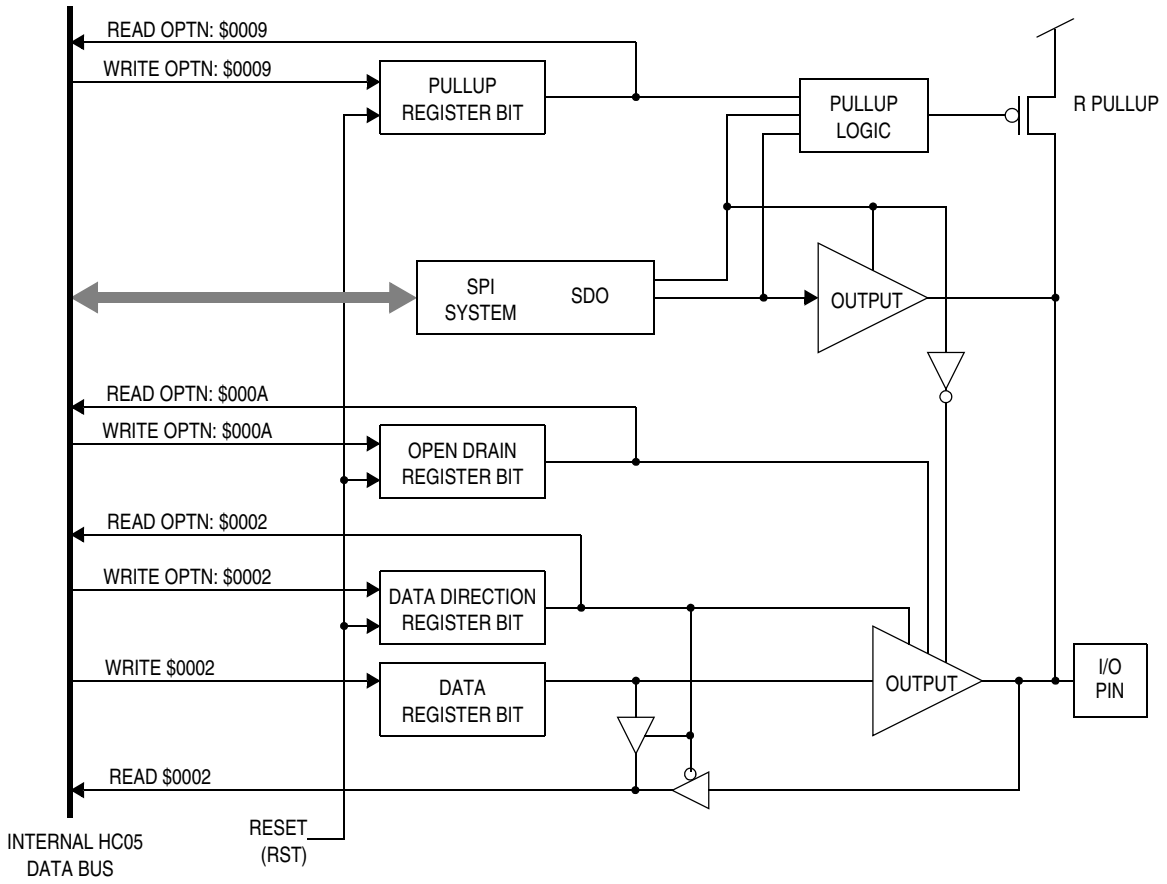 READ OPTN: $0009
WRITE OPTN: $0009
PULLUP
REGISTER BIT
PULLUP
LOGIC
R PULLUP
SPI
SYSTEM
SDO
OUTPUT
READ OPTN: $000A
WRITE OPTN: $000A
OPEN DRAIN
REGISTER BIT
READ OPTN: $0002
WRITE OPTN: $0002
DATA DIRECTION
REGISTER BIT
WRITE $0002
DATA
REGISTER BIT
OUTPUT
I/O
PIN
READ $0002
RESET
(RST)
INTERNAL HC05
DATA BUS